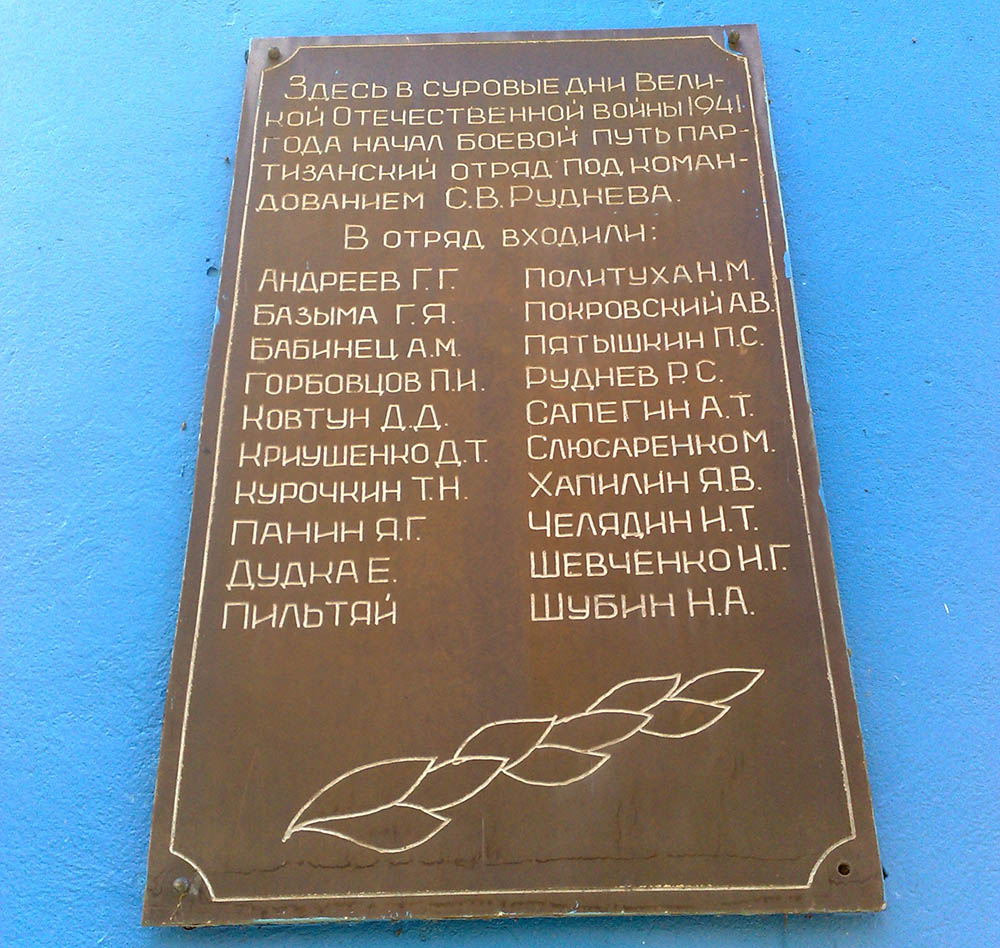 Здесь в суровые дни Вели-
кой Отечественной войны 1941
года начал боевой путь пар-
тизанский отряд под коман-
дованием С.В. Руднева.
В отряд входили:
Андреев Г.Г.
Базыма Г.Я.
Бабинец А.М.
Горбовцов П.И.
Ковтун Д.Д.
Криушенко Д.Т.
Курочкин Т.Н.
Панин Я.Г.
Дудка Е.
Пильтяй
Политуха Н.М.
Покровский А.В.
Пятышкин П.С.
Руднев Р.С.
Сапегин А.Т.
Слюсаренко М.
Хапилин Я.В.
Челядин И.Т.
Шевченко И.Г.
Шубин Н.А.